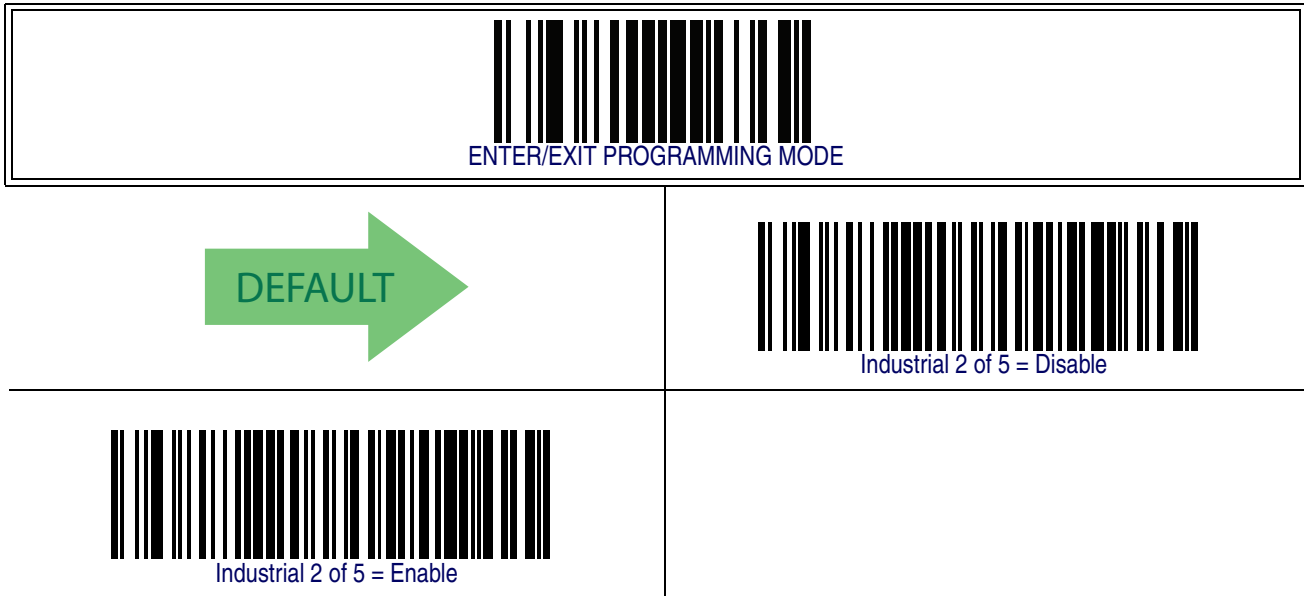 ENTER/EXIT PROGRAMMING MODE
DEFAULT
Industrial 2 of 5 = Disable
Industrial 2 of 5 = Enable